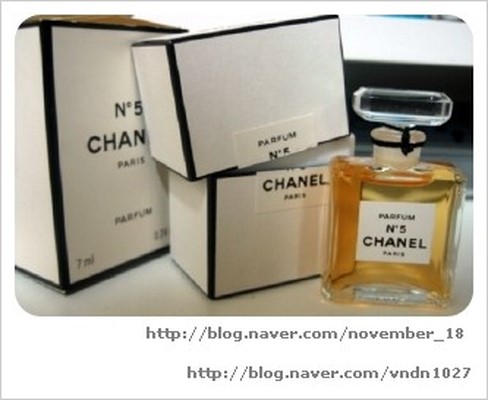 N°5
CHAN
PARIS
PARFUM
7 ml
PARFUM
N°5
CHANEL
PARIS
PARFUM
N°5
CHANEL
PARIS
http://blog.naver.com/november_18
http://blog.naver.com/vndn1027